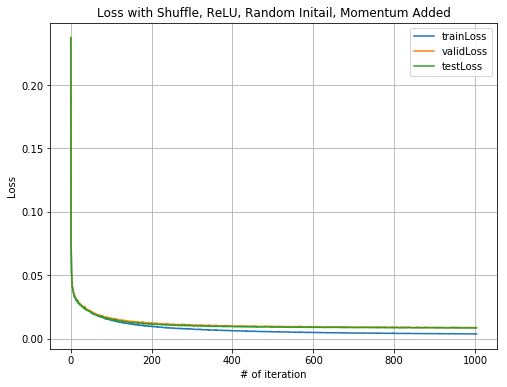 Loss with Shuffle, ReLU, Random Initail, Momentum Added
trainLoss
validLoss
testLoss
0.20
0.15
0.10
0.05
0.00
Loss
0
200
400
600
800
1000
# of iteration